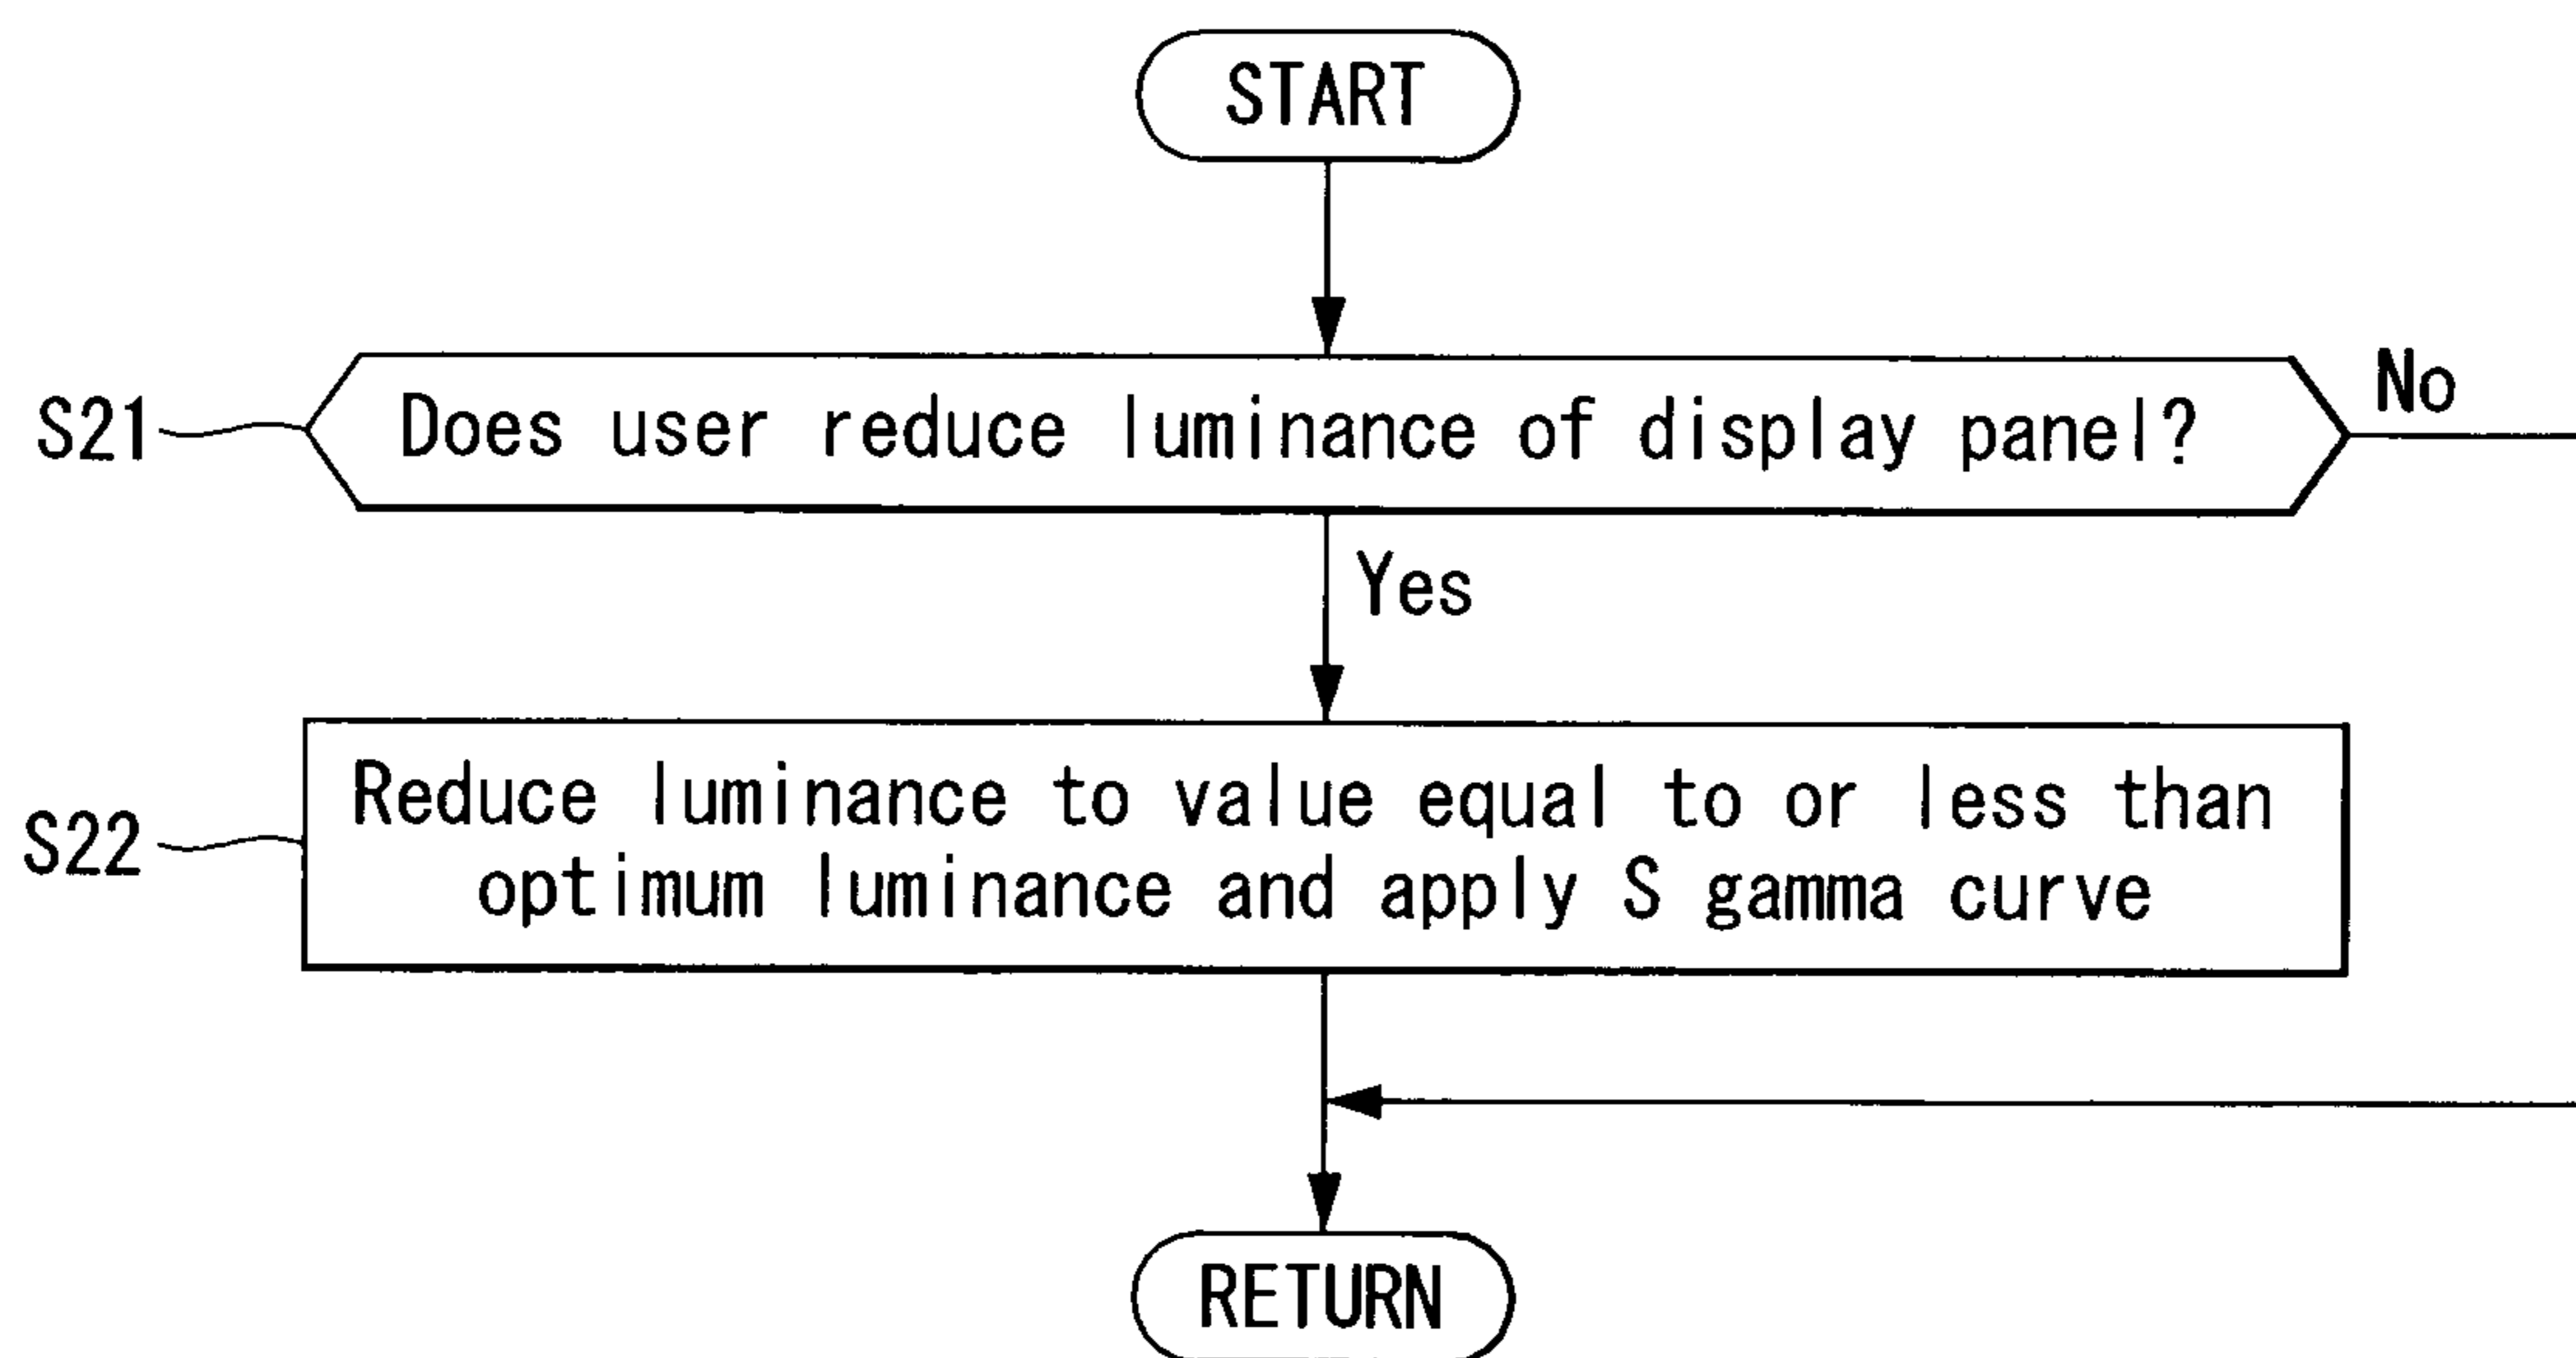 START
S21
Does user reduce luminance of display panel?
No
Yes
S22
Reduce luminance to value equal to or less than
optimum luminance and apply S gamma curve
RETURN